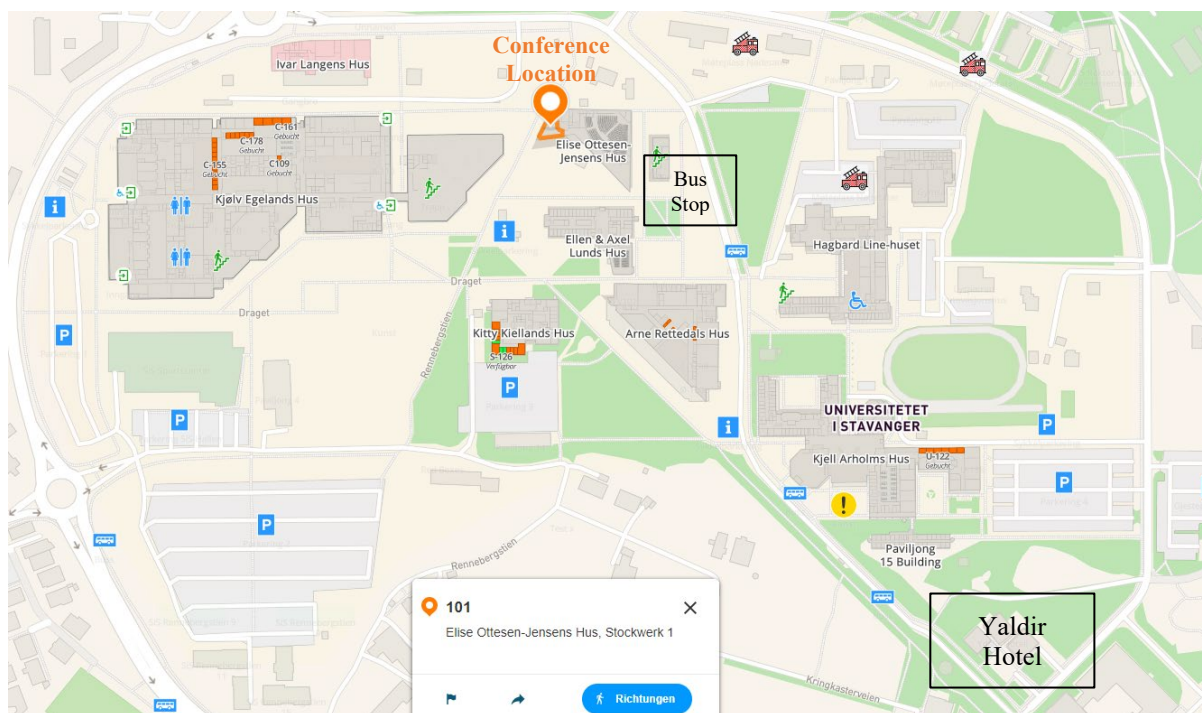 Conference
Location
Ivar Langens Hus
C-161
Gebucht
C-178
Gebucht
C-155
Gebucht
C109
Gebucht
Kjølv Egelands Hus
Elise Ottesen-
Jensens Hus
Bus
Stop
Ellen & Axel
Lunds Hus
Hagbard Line-huset
Draget
Draget
Rennebergstien
Kitty Kiellands Hus
S-126
Verfügbar
Arne Rettedals Hus
P
P
P
P
P
UNIVERSITETET
I STAVANGER
Kjell Arholms Hus
U-122
Gebucht
Paviljong
15 Building
Rennebergstien
Kringkasterveien
Yaldir
Hotel
101
Elise Ottesen-Jensens Hus, Stockwerk 1
Richtungen